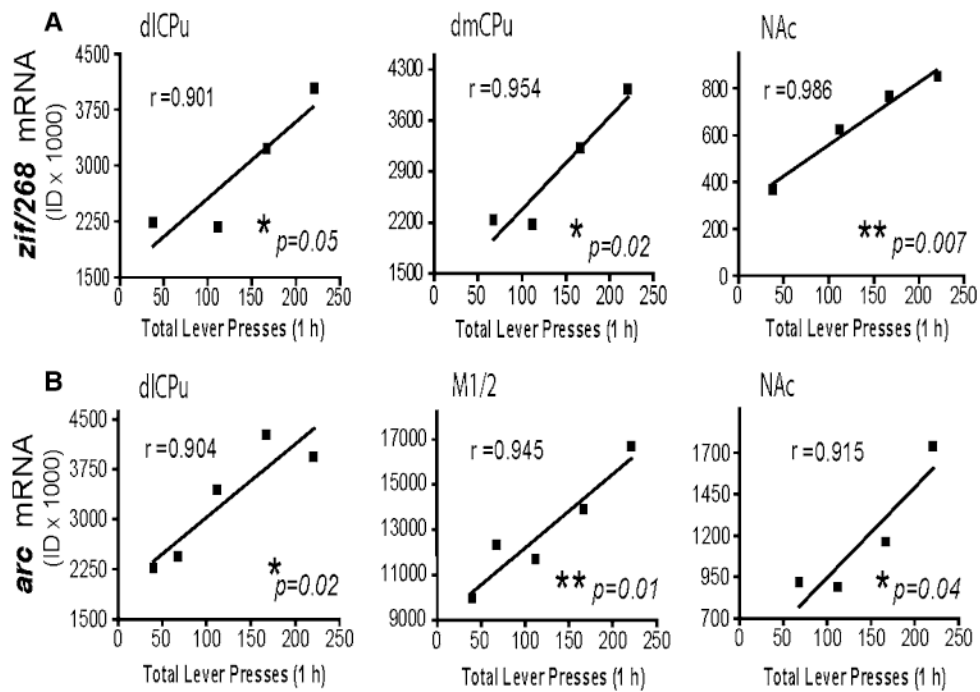 A
dlCPu
dmCPu
NAc
zif/268 mRNA
(ID x 1000)
4500
3750
3000
2250
1500
r =0.901
* p=0.05
0 50 100 150 200 250
Total Lever Presses (1 h)
4300
3600
2900
2200
1500
r =0.954
* p=0.02
0 50 100 150 200 250
Total Lever Presses (1 h)
800
600
400
200
0
r =0.986
** p=0.007
0 50 100 150 200 250
Total Lever Presses (1 h)
B
dlCPu
M1/2
NAc
arc mRNA
(ID x 1000)
4500
3750
3000
2250
1500
r =0.904
* p=0.02
0 50 100 150 200 250
Total Lever Presses (1 h)
17000
15000
13000
11000
9000
r =0.945
** p=0.01
0 50 100 150 200 250
Total Lever Presses (1 h)
1700
1450
1200
950
700
r =0.915
* p=0.04
0 50 100 150 200 250
Total Lever Presses (1 h)